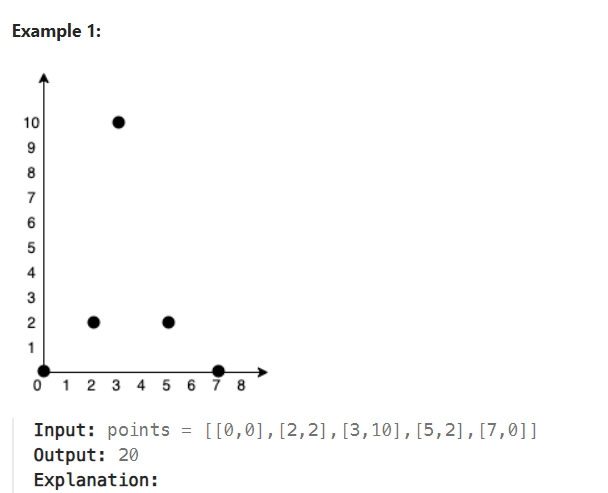 Example 1:
10
9
8
7
6
5
4
3
2
1
0 1 2 3 4 5 6 7 8
Input: points = [[0,0],[2,2],[3,10],[5,2],[7,0]]
Output: 20
Explanation: